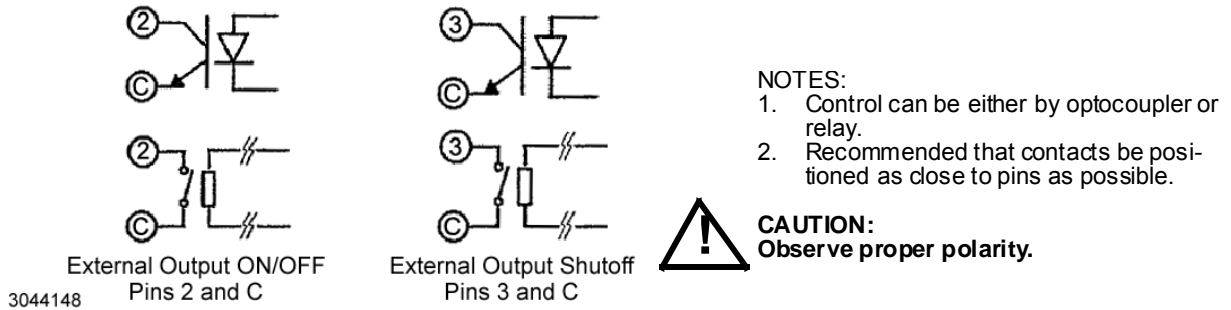 2
C
3
C
2
C
3
C
External Output ON/OFF
Pins 2 and C
External Output Shutoff
Pins 3 and C
3044148
NOTES:
1. Control can be either by optocoupler or
relay.
2. Recommended that contacts be posi-
tioned as close to pins as possible.
!
CAUTION:
Observe proper polarity.